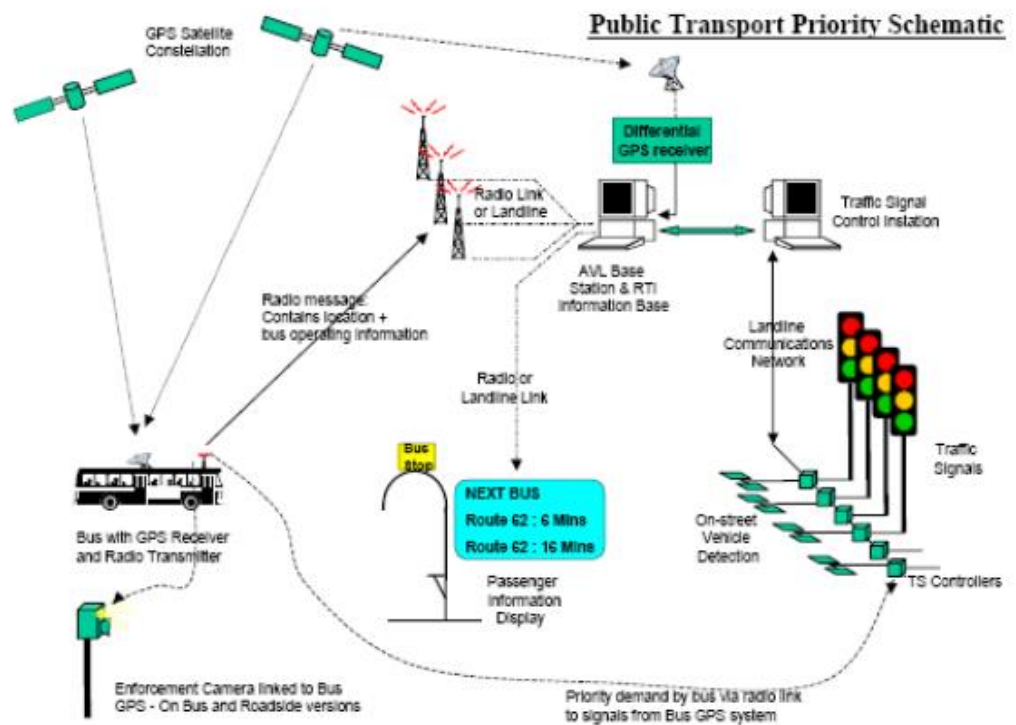 Public Transport Priority Schematic
GPS Satellite
Constellation
Differential
GPS receiver
Radio Link
or Landline
Traffic Signal
Control Instation
AVL Base
Station & RTI
Information Base
Radio message:
Contains location +
bus operating information
Landline
Communications
Network
Radio or
Landline Link
Bus
Stop
NEXT BUS
Route 62 : 6 Mins
Route 62 : 16 Mins
Traffic
Signals
On-street
Vehicle
Detection
Bus with GPS Receiver
and Radio Transmitter
Passenger
Information
Display
TS Controllers
Enforcement Camera linked to Bus
GPS - On Bus and Roadside versions
Priority demand by bus via radio link
to signals from Bus GPS system